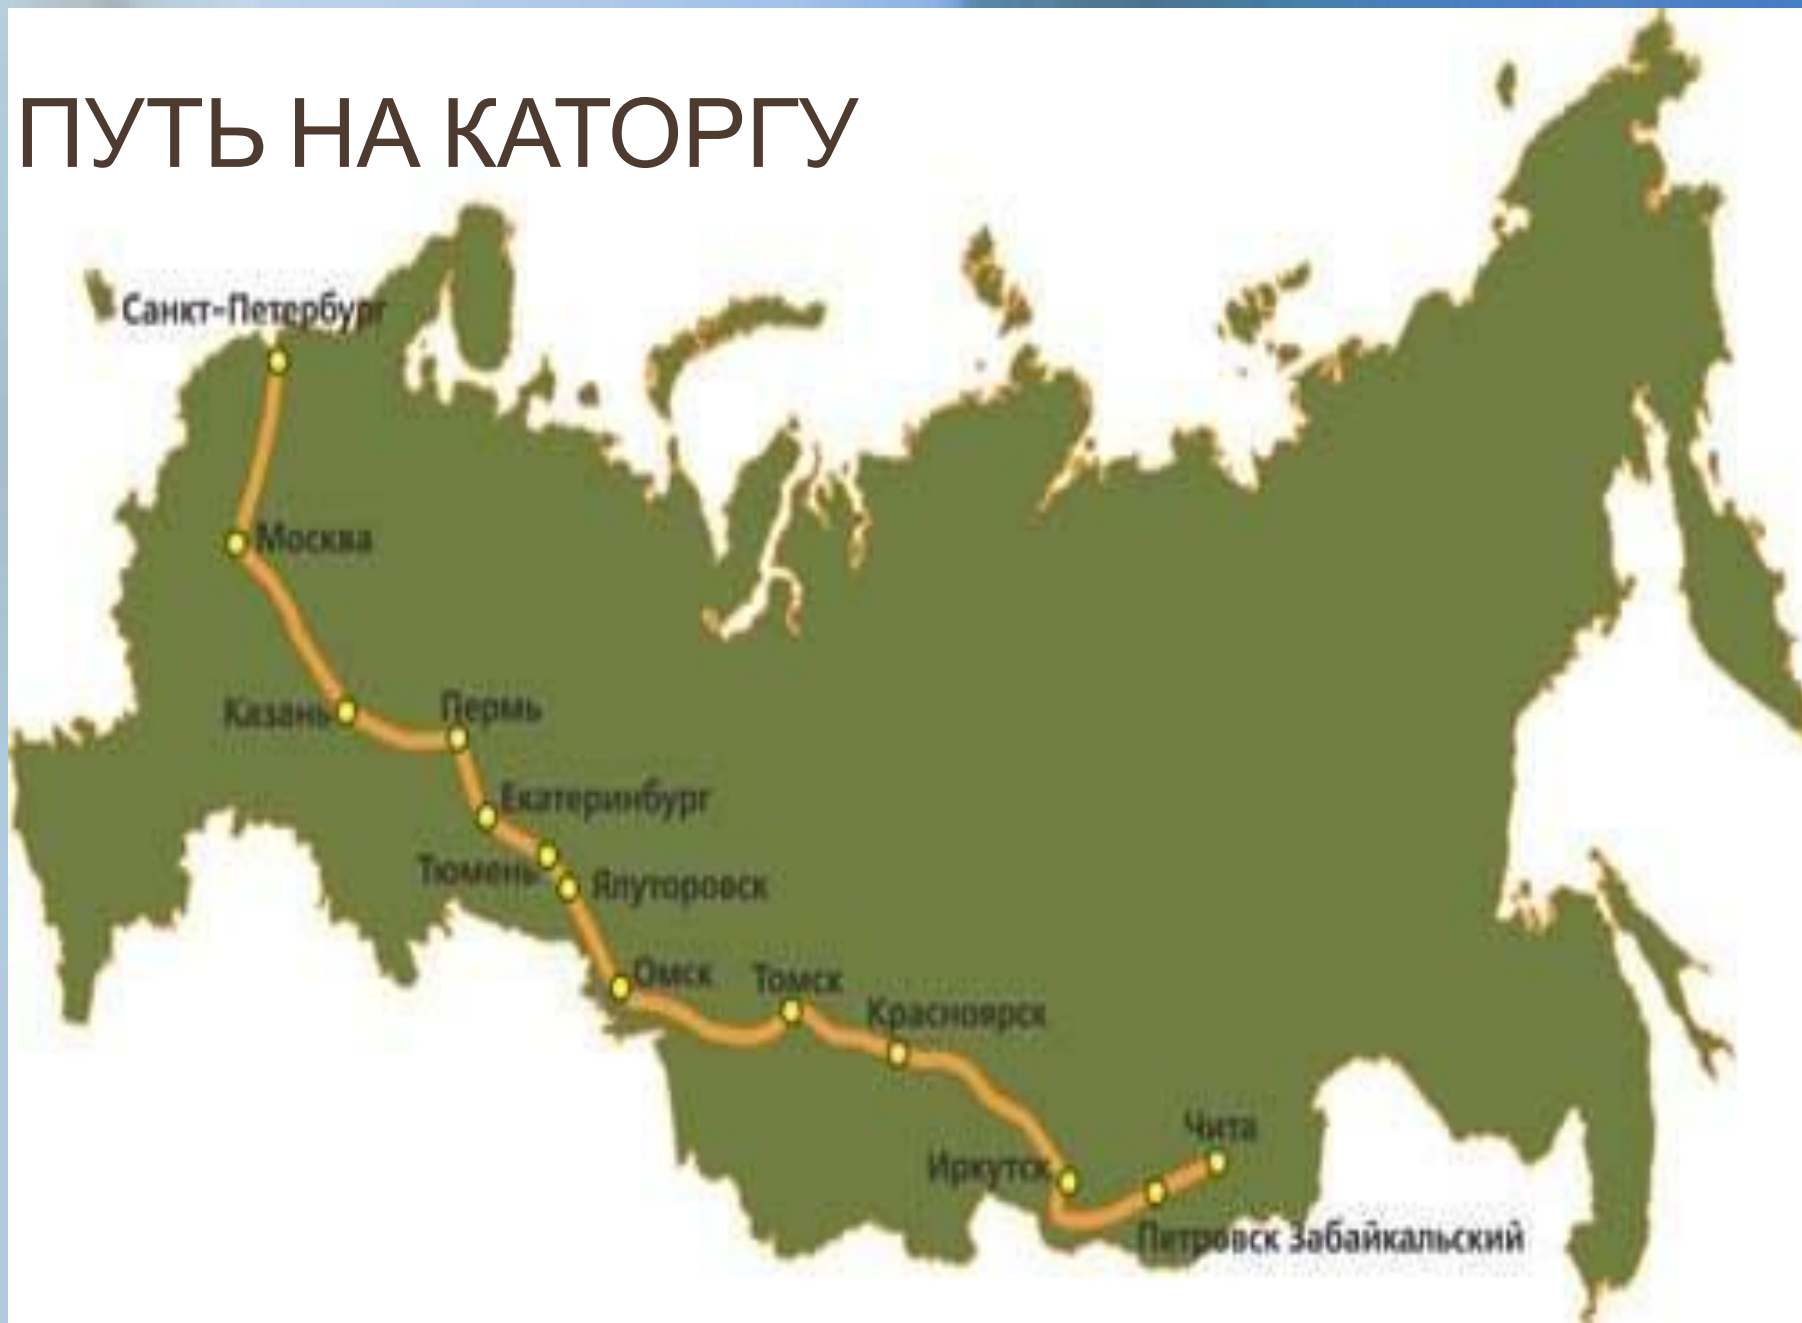 ПУТЬ НА КАТОРГУ
Санкт-Петербург
Москва
Казань
Пермь
Екатеринбург
Тюмень
Ялуторовск
Омск
Томск
Красноярск
Чита
Иркутск
Петровск Забайкальский